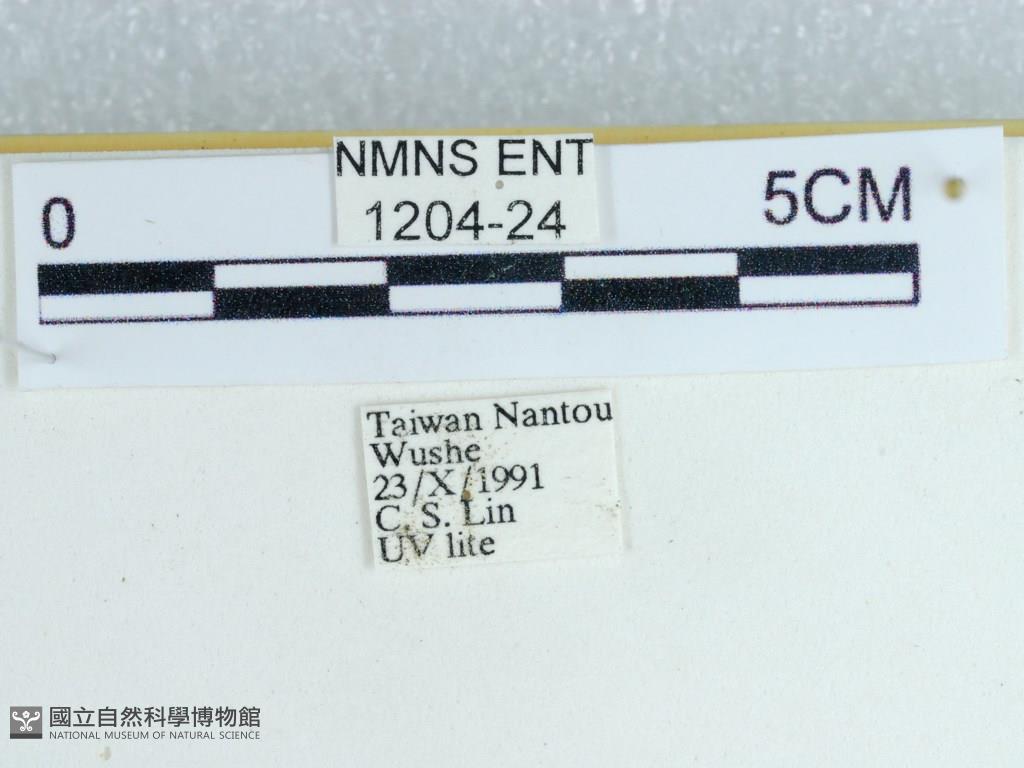 NMNS ENT
1204-24
0
5CM
Taiwan Nantou
Wushe
23/X/1991
C. S. Lin
UV lite
國立自然科學博物館
NATIONAL MUSEUM OF NATURAL SCIENCE